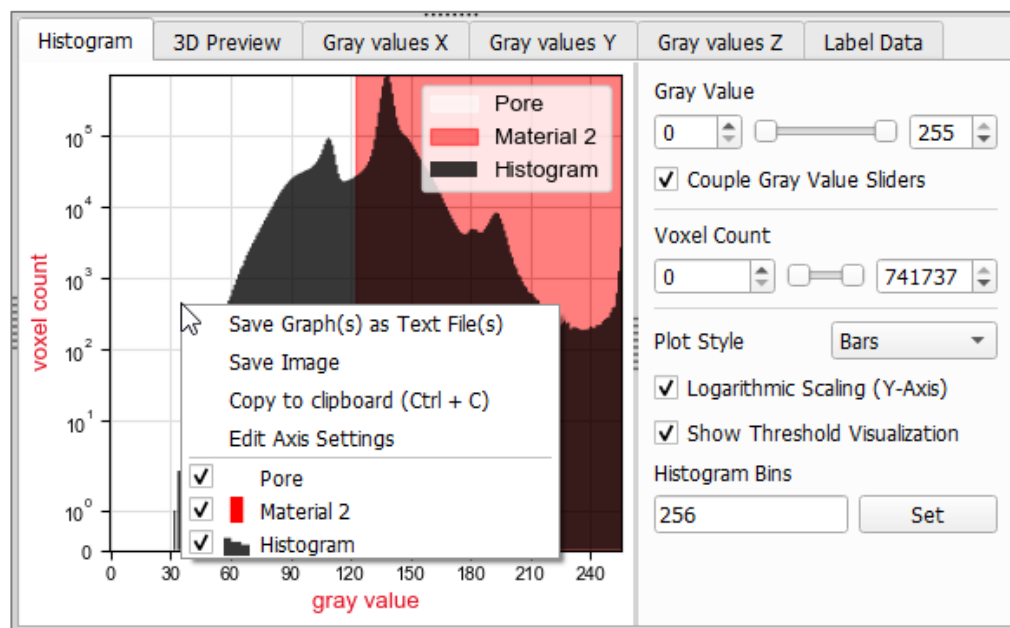 Histogram
3D Preview
Gray values X
Gray values Y
Gray values Z
Label Data
voxel count
10^5
10^4
10^3
10^2
10^1
10^0
0
Pore
Material 2
Histogram
Save Graph(s) as Text File(s)
Save Image
Copy to clipboard (Ctrl + C)
Edit Axis Settings
Pore
Material 2
Histogram
0 30 60 90 120 150 180 210 240
gray value
Gray Value
0 255
Couple Gray Value Sliders
Voxel Count
0 741737
Plot Style Bars
Logarithmic Scaling (Y-Axis)
Show Threshold Visualization
Histogram Bins
256 Set